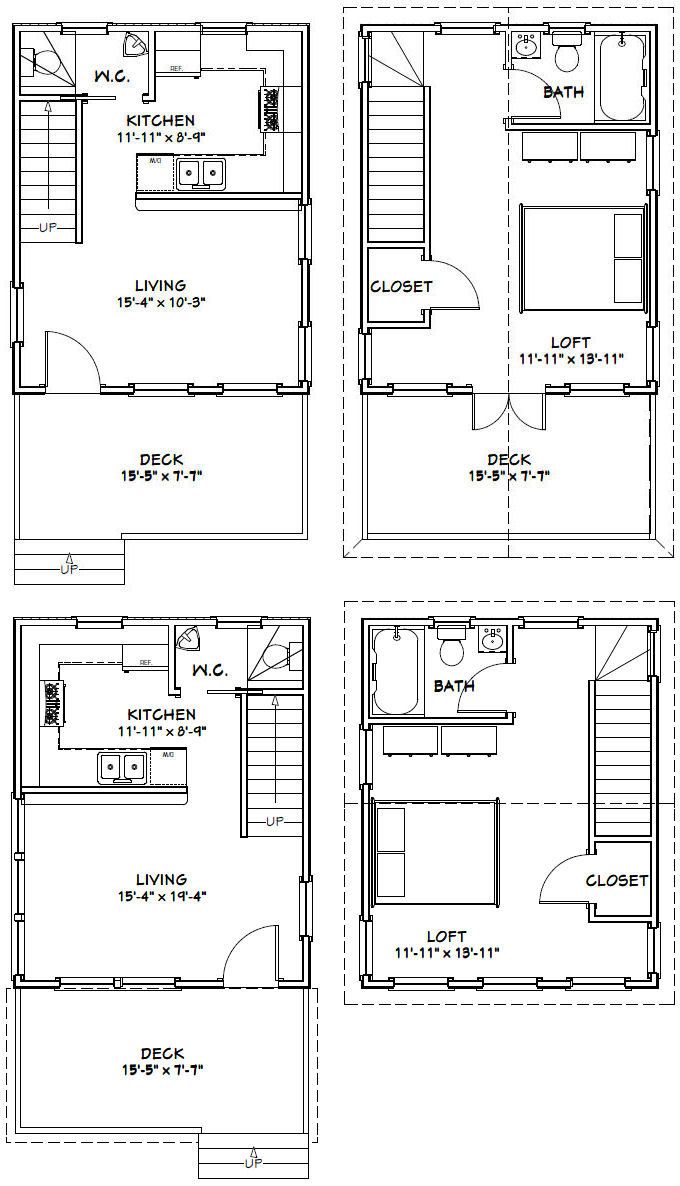 W.C.
REF.
KITCHEN
11'-11" x 8'-9"
D/W
UP
LIVING
15'-4" x 10'-3"
DECK
15'-5" x 7'-7"
UP
BATH
CLOSET
LOFT
11'-11" x 13'-11"
DECK
15'-5" x 7'-7"
REF.
W.C.
KITCHEN
11'-11" x 8'-9"
D/W
UP
LIVING
15'-4" x 19'-4"
DECK
15'-5" x 7'-7"
UP
BATH
CLOSET
LOFT
11'-11" x 13'-11"